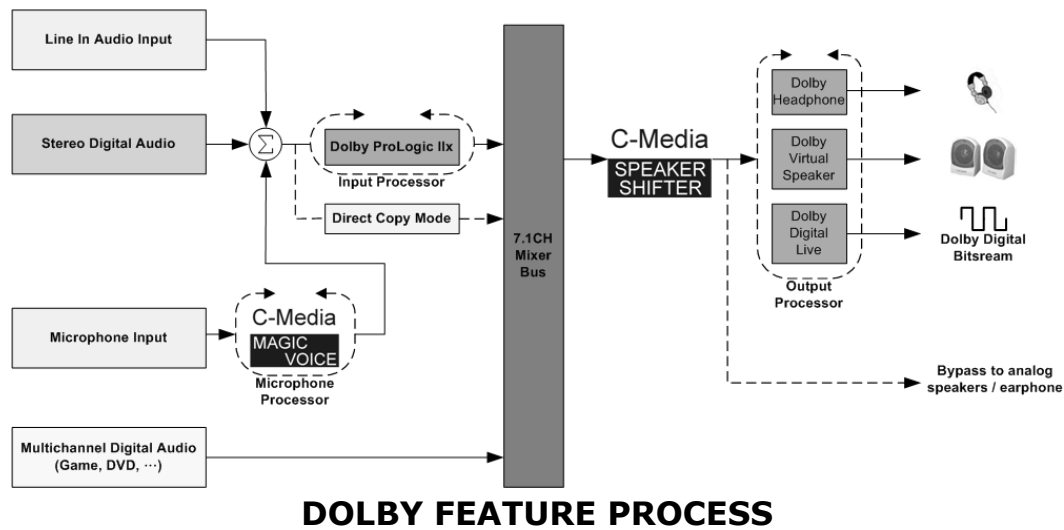 Line In Audio Input
Stereo Digital Audio
Σ
Dolby ProLogic IIx
Input Processor
Direct Copy Mode
Microphone Input
C-Media
MAGIC
VOICE
Microphone
Processor
Multichannel Digital Audio
(Game, DVD, ···)
7.1CH
Mixer
Bus
C-Media
SPEAKER
SHIFTER
Dolby
Headphone
Dolby
Virtual
Speaker
Dolby
Digital
Live
Output
Processor
Dolby Digital
Bitsream
Bypass to analog
speakers / earphone
DOLBY FEATURE PROCESS